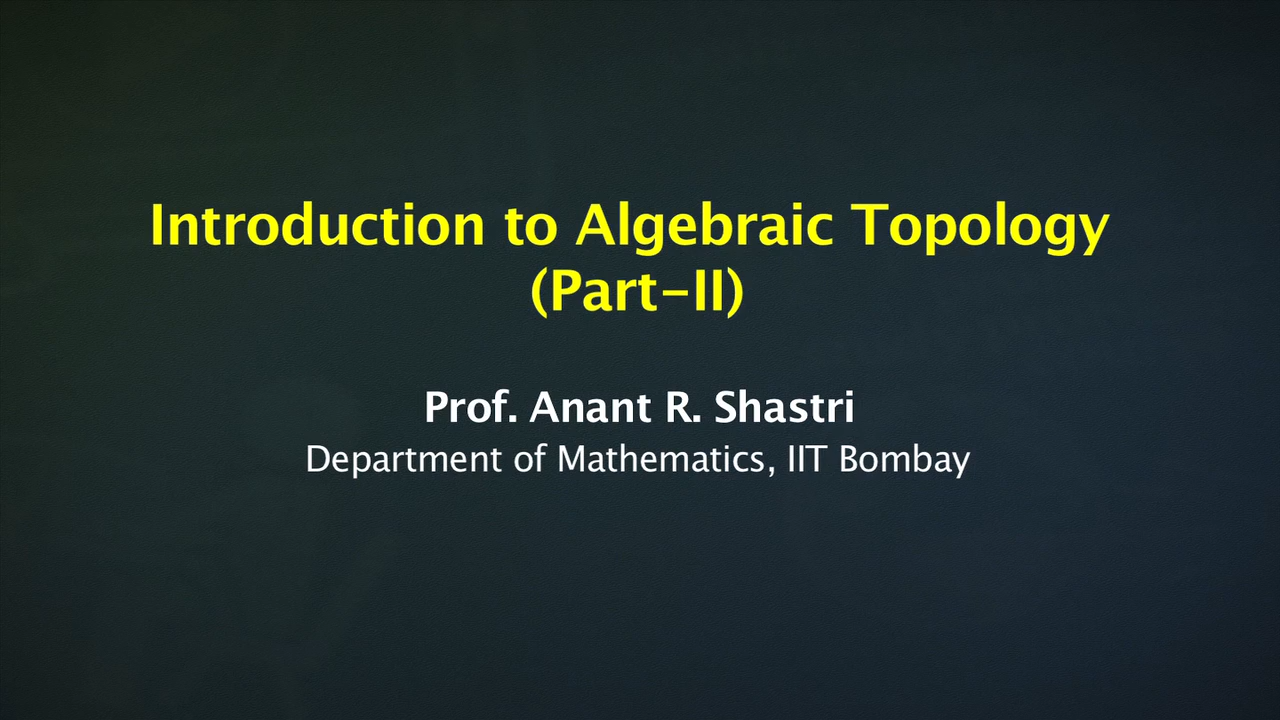 Introduction to Algebraic Topology
(Part-II)
Prof. Anant R. Shastri
Department of Mathematics, IIT Bombay